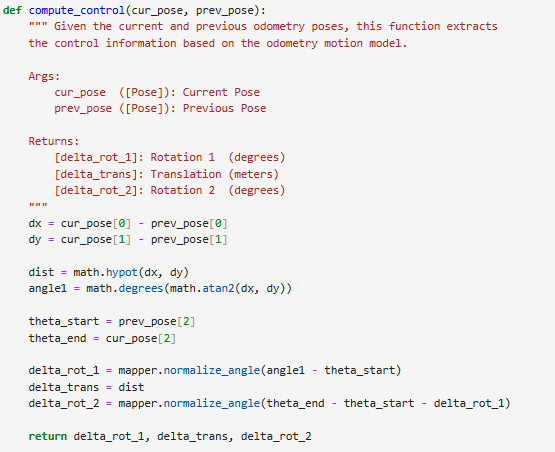 def compute_control(cur_pose, prev_pose):
    """ Given the current and previous odometry poses, this function extracts
    the control information based on the odometry motion model.

    Args:
        cur_pose  ([Pose]): Current Pose
        prev_pose ([Pose]): Previous Pose

    Returns:
        [delta_rot_1]: Rotation 1  (degrees)
        [delta_trans]: Translation (meters)
        [delta_rot_2]: Rotation 2  (degrees)
    """
    dx = cur_pose[0] - prev_pose[0]
    dy = cur_pose[1] - prev_pose[1]

    dist = math.hypot(dx, dy)
    angle1 = math.degrees(math.atan2(dx, dy))

    theta_start = prev_pose[2]
    theta_end = cur_pose[2]

    delta_rot_1 = mapper.normalize_angle(angle1 - theta_start)
    delta_trans = dist
    delta_rot_2 = mapper.normalize_angle(theta_end - theta_start - delta_rot_1)

    return delta_rot_1, delta_trans, delta_rot_2